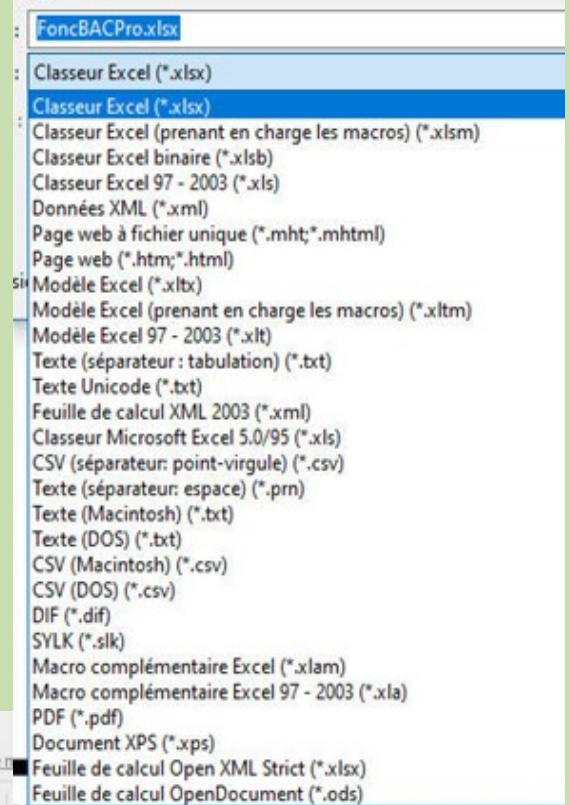 : FoncBACPro.xlsx
: Classeur Excel (*.xlsx)
Classeur Excel (*.xlsx)
: Classeur Excel (prenant en charge les macros) (*.xlsm)
Classeur Excel binaire (*.xlsb)
Classeur Excel 97 - 2003 (*.xls)
Données XML (*.xml)
Page web à fichier unique (*.mht;*.mhtml)
Page web (*.htm;*.html)
Modèle Excel (*.xltx)
Modèle Excel (prenant en charge les macros) (*.xltm)
Modèle Excel 97 - 2003 (*.xlt)
Texte (séparateur : tabulation) (*.txt)
Texte Unicode (*.txt)
Feuille de calcul XML 2003 (*.xml)
Classeur Microsoft Excel 5.0/95 (*.xls)
CSV (séparateur: point-virgule) (*.csv)
Texte (séparateur: espace) (*.prn)
Texte (Macintosh) (*.txt)
Texte (DOS) (*.txt)
CSV (Macintosh) (*.csv)
CSV (DOS) (*.csv)
DIF (*.dif)
SYLK (*.slk)
Macro complémentaire Excel (*.xlam)
Macro complémentaire Excel 97 - 2003 (*.xla)
PDF (*.pdf)
Document XPS (*.xps)
Feuille de calcul Open XML Strict (*.xlsx)
Feuille de calcul OpenDocument (*.ods)